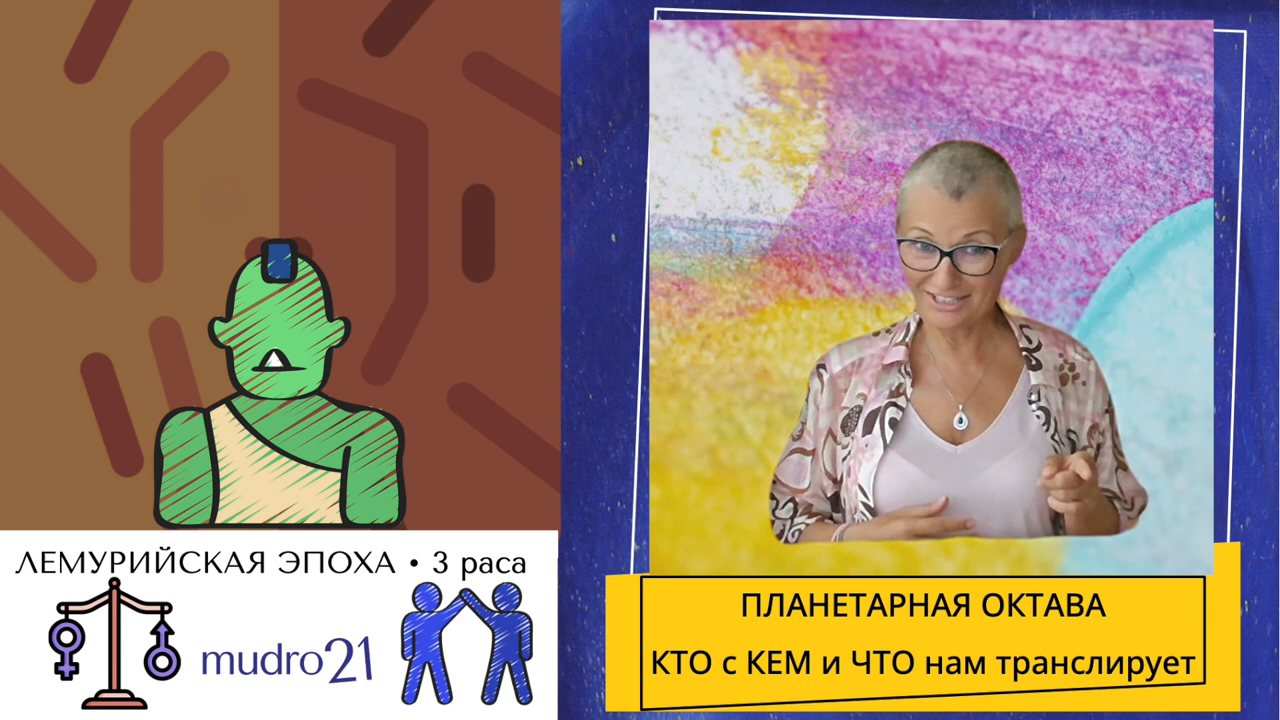 ЛЕМУРИЙСКАЯ ЭПОХА • 3 раса
mudro21
ПЛАНЕТАРНАЯ ОКТАВА
КТО с КЕМ и ЧТО нам транслирует